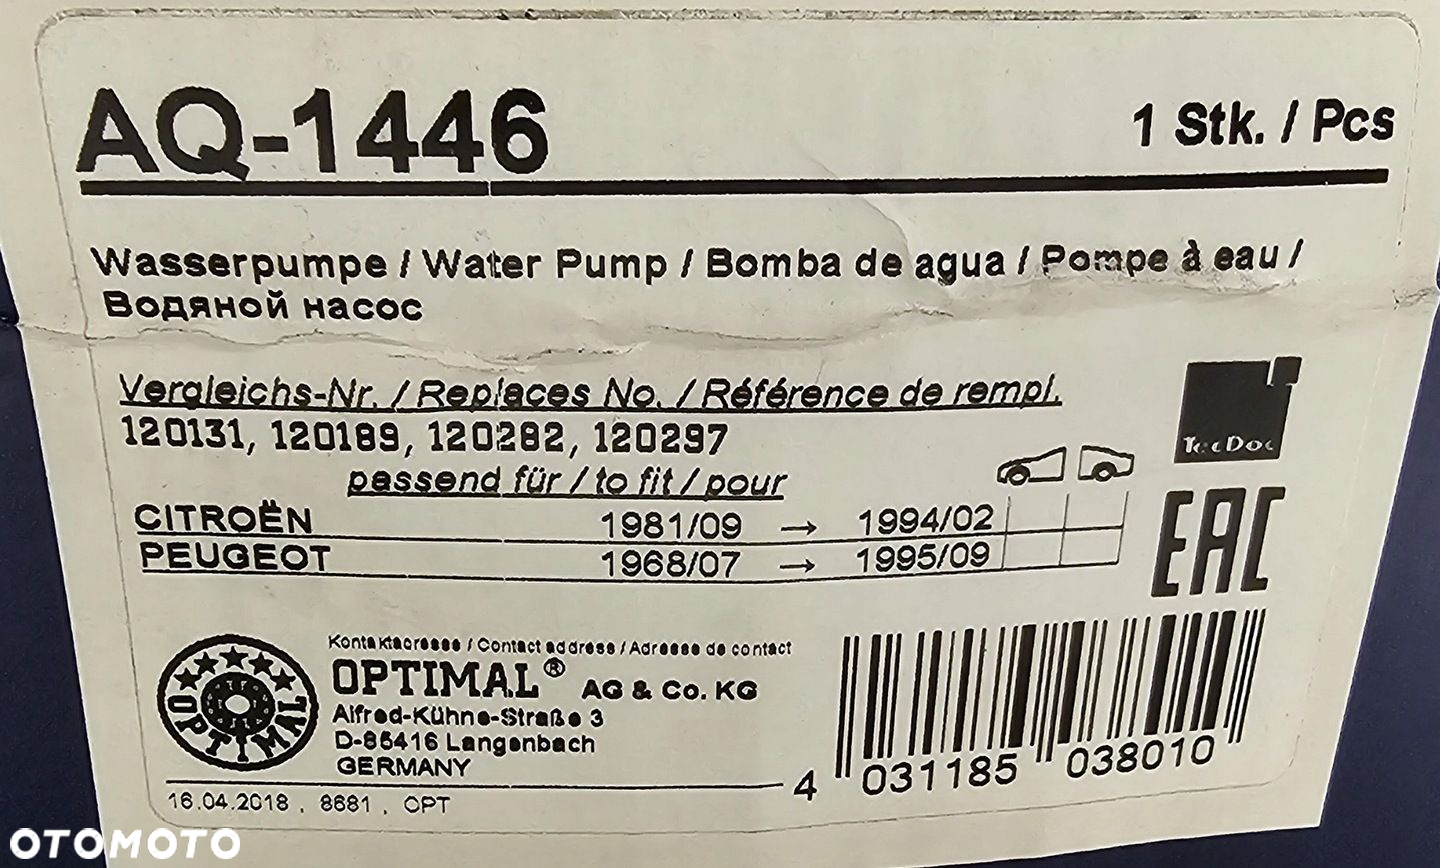 AQ-1446
1 Stk. / Pcs
Wasserpumpe / Water Pump / Bomba de agua / Pompe à eau /
Водяной насос
Vergleichs-Nr. / Replaces No. / Référence de rempl.
120131, 120189, 120282, 120297
passend für / to fit / pour
CITROËN 1981/09 → 1994/02
PEUGEOT 1968/07 → 1995/09
TecDoc
EAC
OPTIMAL
Kontaktadresse / Contact address / Adresse de contact
OPTIMAL® AG & Co. KG
Alfred-Kühne-Straße 3
D-85416 Langenbach
GERMANY
16.04.2018 , 8681 , OPT
4 031185 038010
OTOMOTO